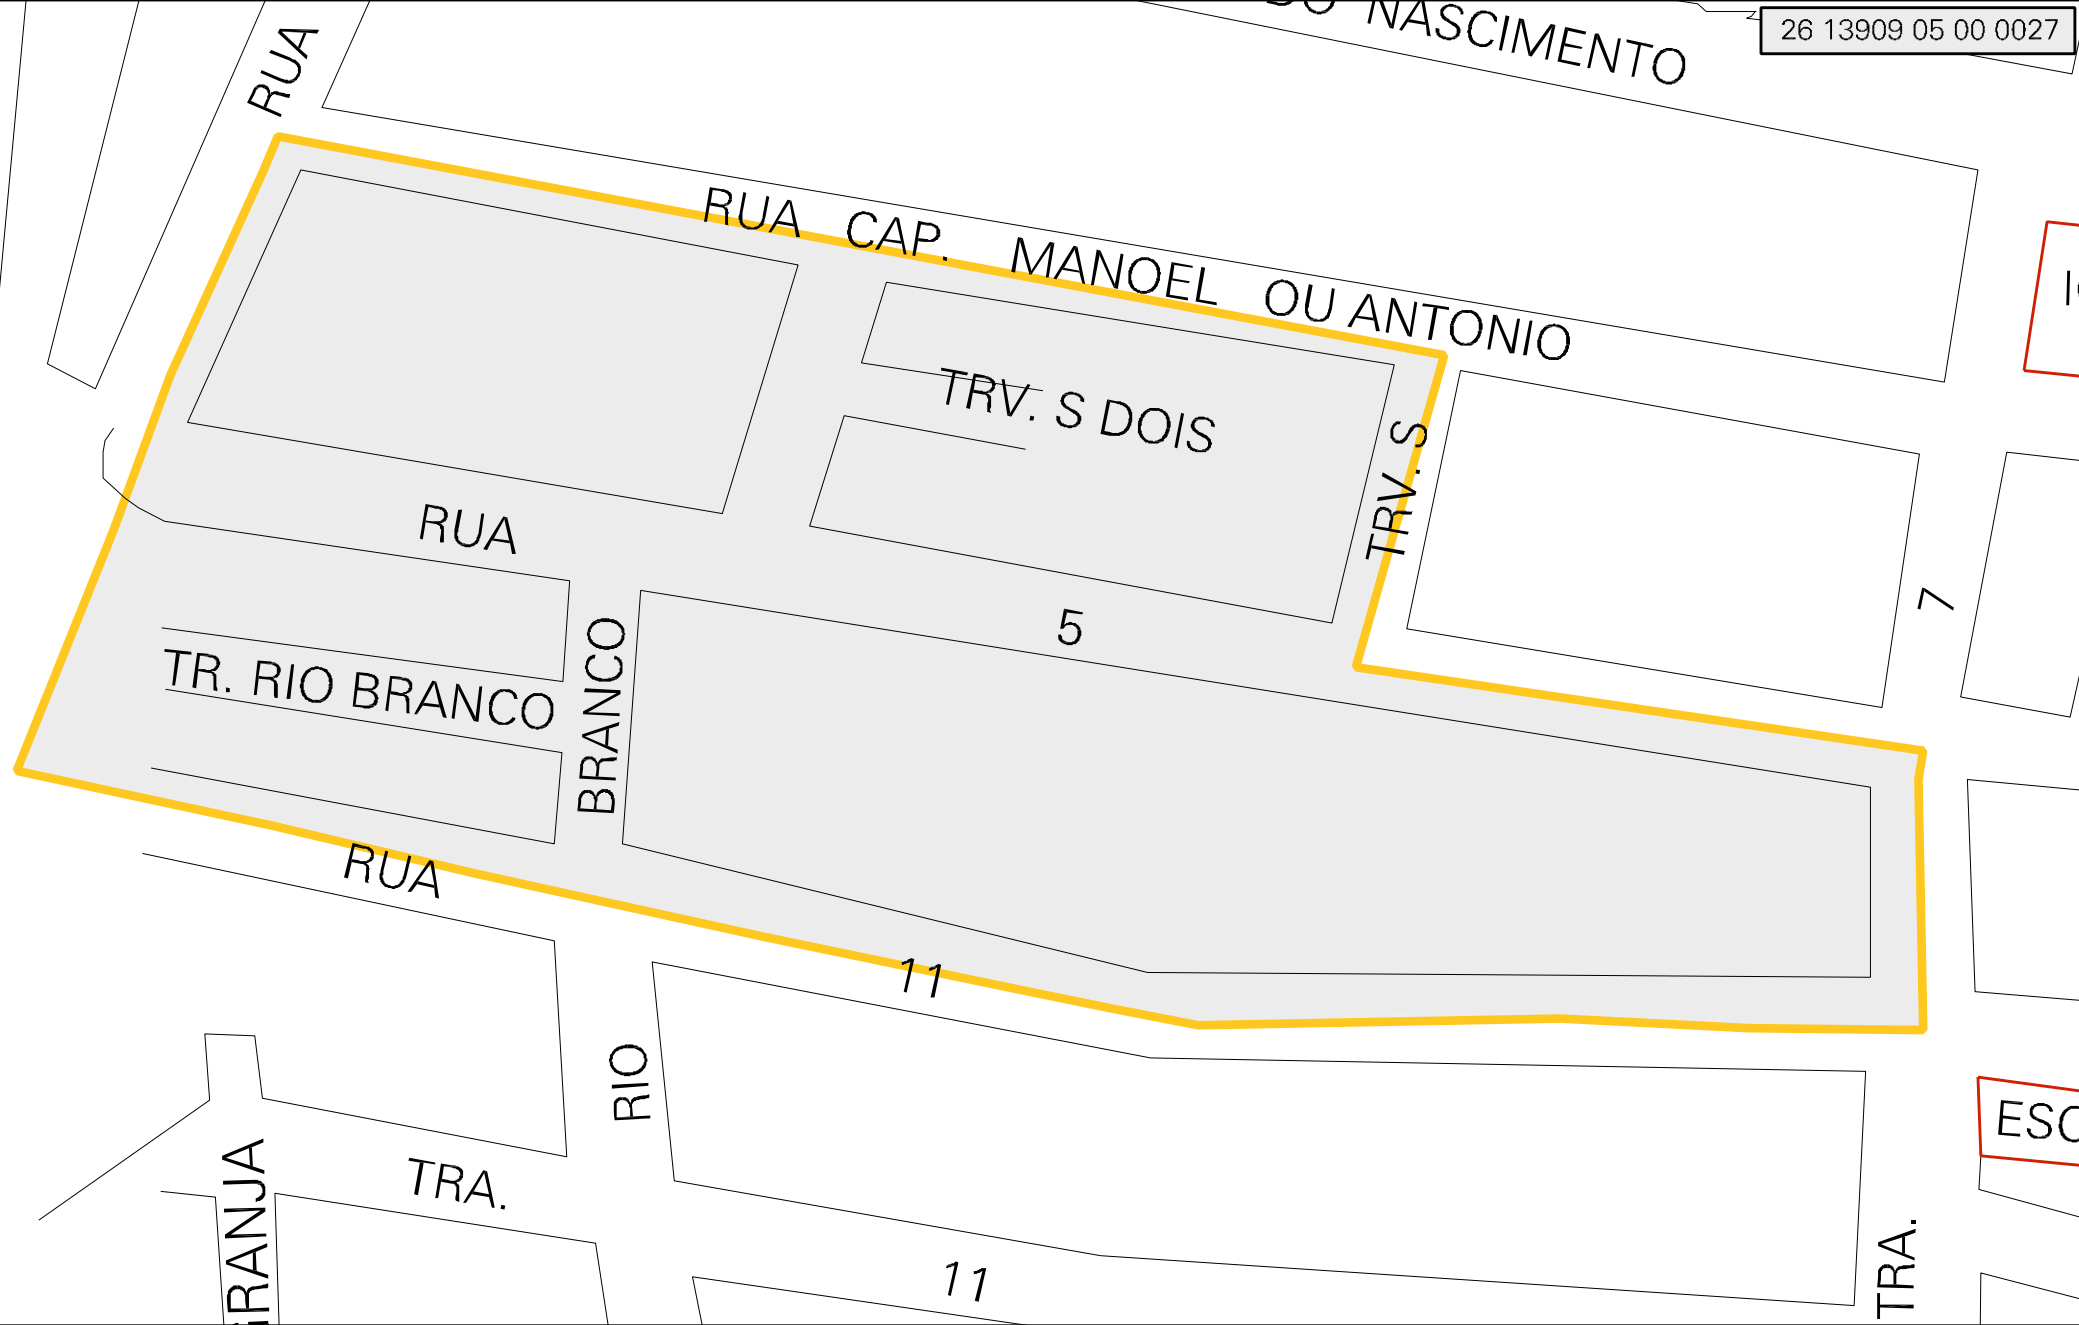 NASCIMENTO
26 13909 05 00 0027
RUA
RUA CAP. MANOEL OU ANTONIO
TRV. S DOIS
TRV. S
RUA
5
7
TR. RIO BRANCO
BRANCO
RUA
11
RIO
TRA.
GRANJA
11
TRA.